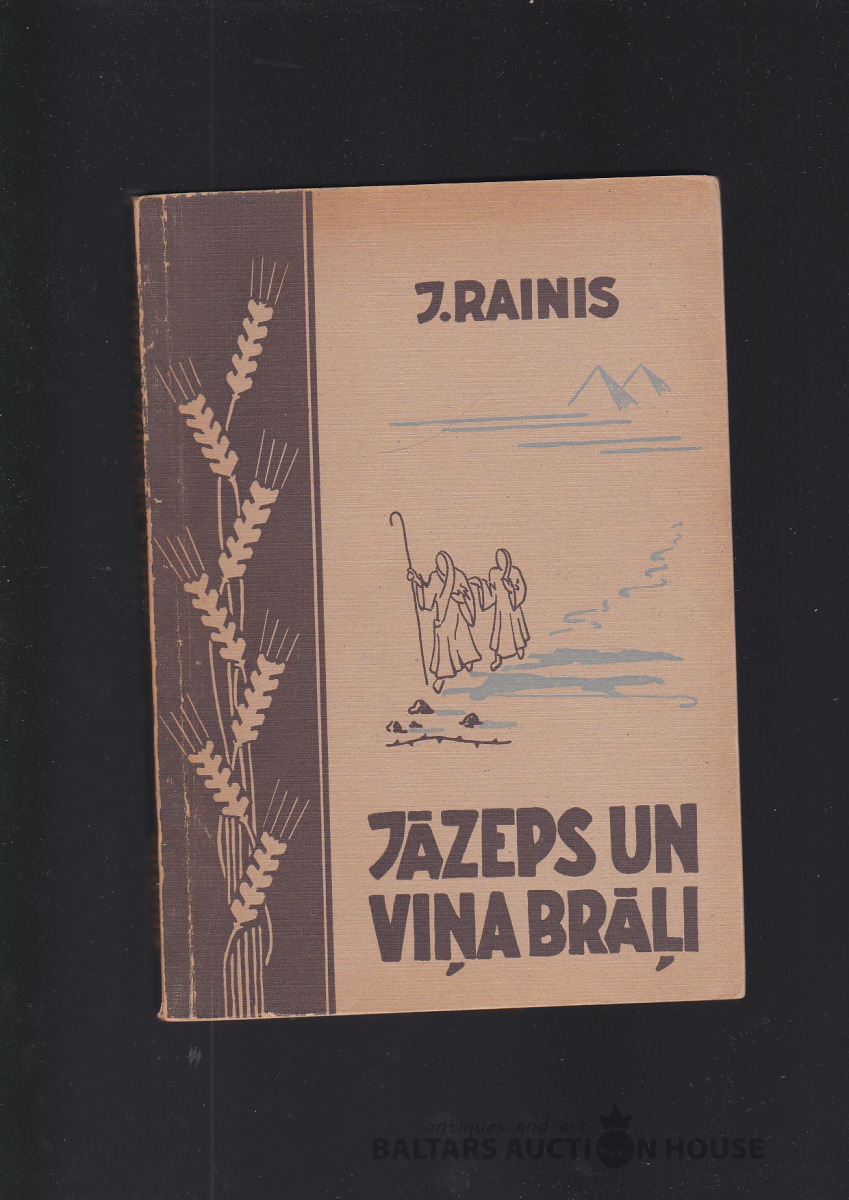 J.RAINIS
JĀZEPS UN
VIŅA BRĀĻI
antiques and art
BALTARS AUCTION HOUSE